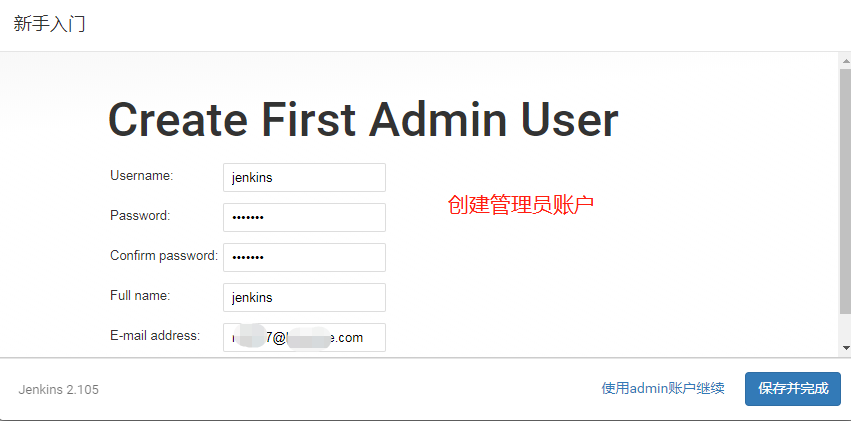 新手入门
Create First Admin User
Username: jenkins
创建管理员账户
Password: •••••••
Confirm password: •••••••
Full name: jenkins
E-mail address: 7@ e.com
Jenkins 2.105
使用admin账户继续
保存并完成